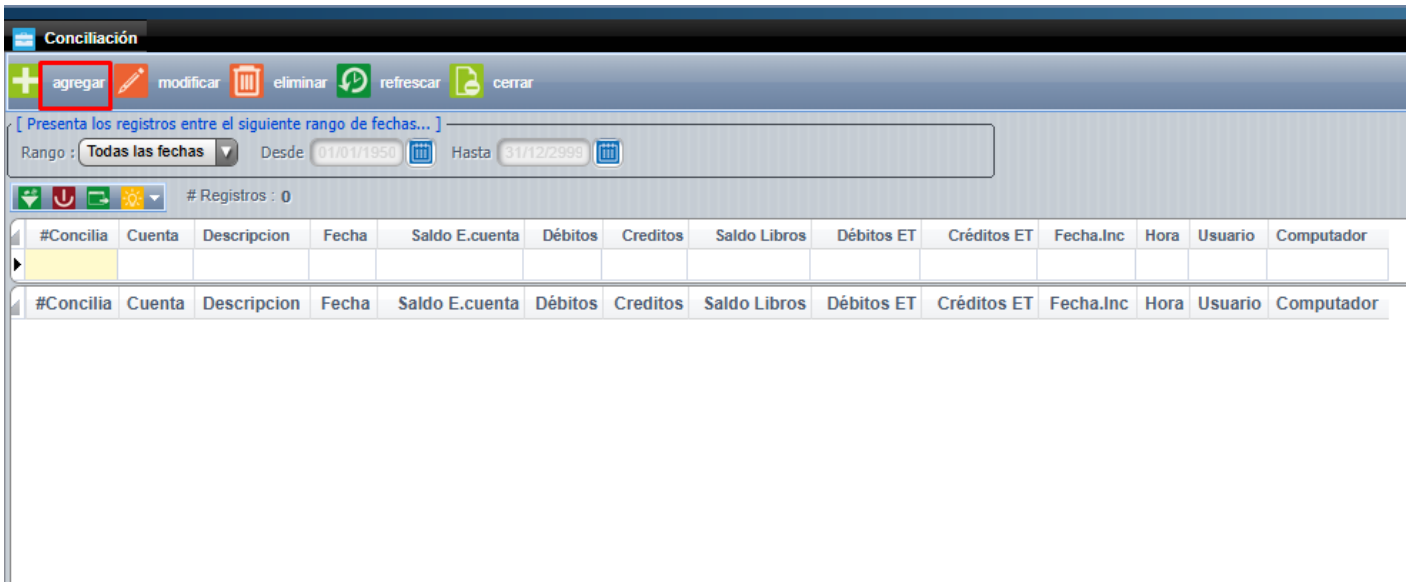 Conciliación
agregar modificar eliminar refrescar cerrar
[ Presenta los registros entre el siguiente rango de fechas... ]
Rango : Todas las fechas Desde 01/01/1950 Hasta 31/12/2999
# Registros : 0
#Concilia Cuenta Descripcion Fecha Saldo E.cuenta Débitos Creditos Saldo Libros Débitos ET Créditos ET Fecha.Inc Hora Usuario Computador
#Concilia Cuenta Descripcion Fecha Saldo E.cuenta Débitos Creditos Saldo Libros Débitos ET Créditos ET Fecha.Inc Hora Usuario Computador